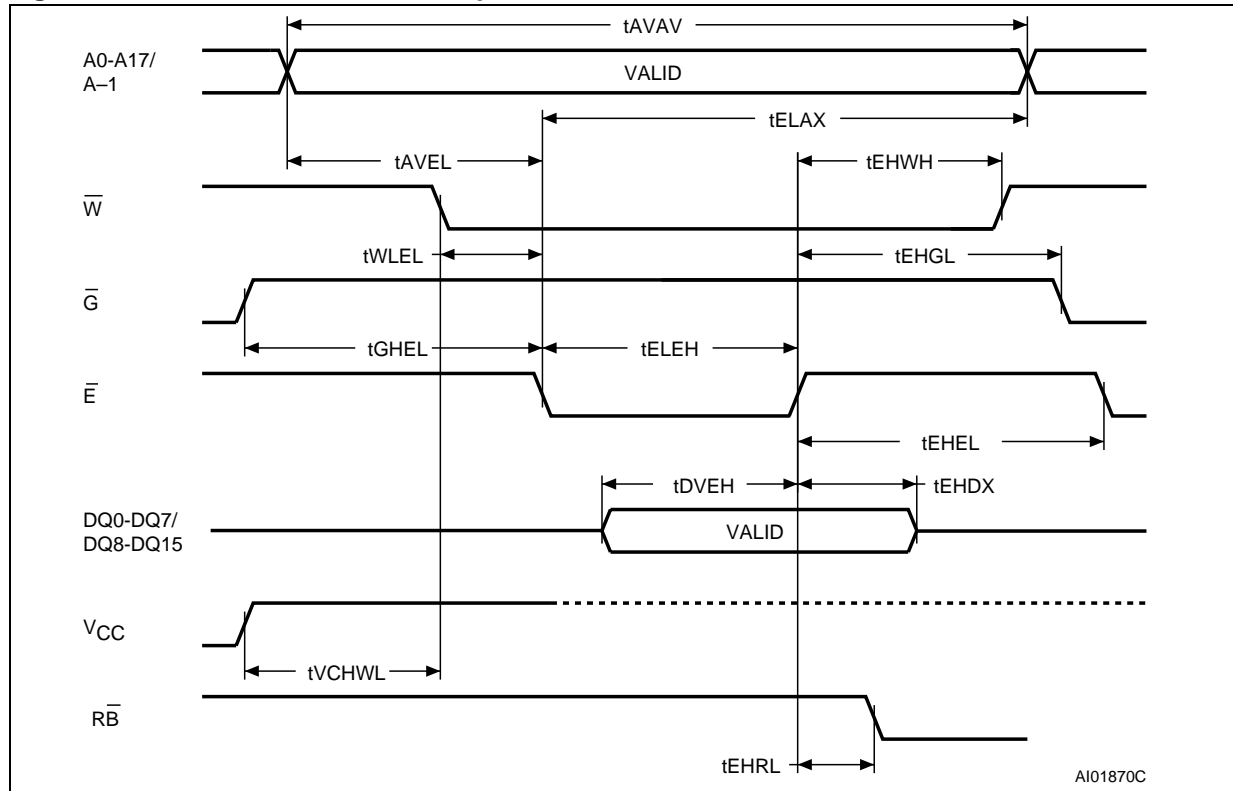 tAVAV
A0-A17/
A–1
VALID
tELAX
tAVEL
tEHWH
W̅
tWLEL
tEHGL
G̅
tGHEL
tELEH
E̅
tEHEL
tDVEH
tEHDX
DQ0-DQ7/
DQ8-DQ15
VALID
VCC
tVCHWL
RB̅
tEHRL
AI01870C